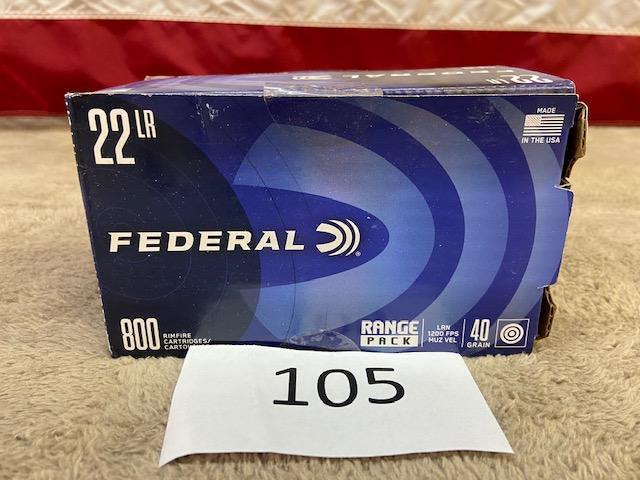 22 LR
MADE
IN THE USA
FEDERAL
®
800
RIMFIRE
CARTRIDGES/
RANGE
PACK
LRN
1200 FPS
MUZ VEL
40
GRAIN
105